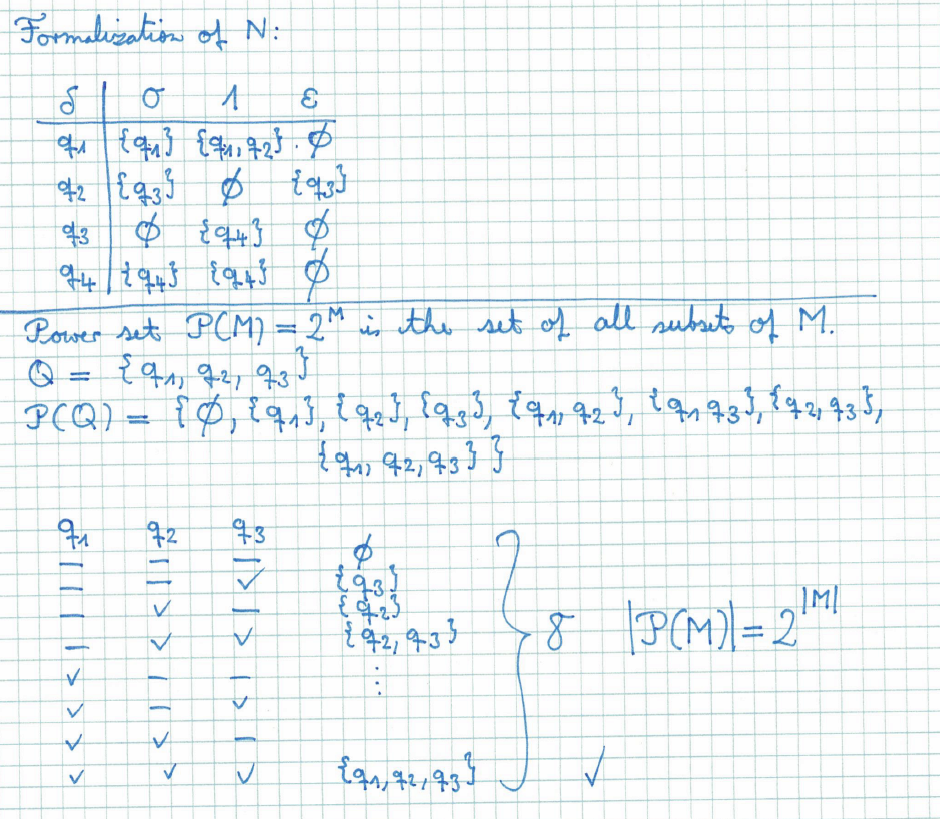 Formalization of N:
δ | 0 1 ε
q1 | {q1} {q1, q2} . ∅
q2 | {q3} ∅ {q3}
q3 | ∅ {q4} ∅
q4 | {q4} {q4} ∅
Power set P(M) = 2^M is the set of all subsets of M.
Q = {q1, q2, q3}
P(Q) = {∅, {q1}, {q2}, {q3}, {q1, q2}, {q1 q3}, {q2, q3},
{q1, q2, q3} }
q1 q2 q3
– – – ∅
– – ✓ {q3}
– ✓ – {q2}
– ✓ ✓ {q2, q3} } 8 |P(M)| = 2^|M|
✓ – – ⋮
✓ – ✓
✓ ✓ –
✓ ✓ ✓ {q1, q2, q3} ✓